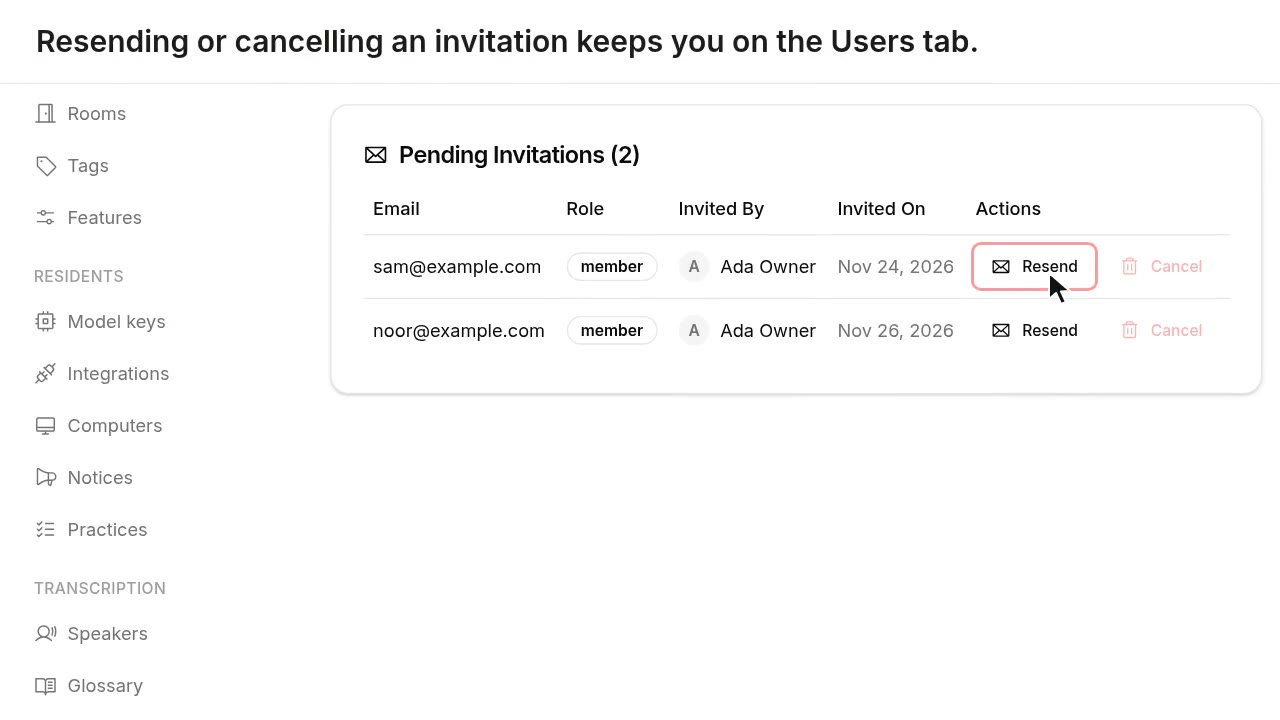 Resending or cancelling an invitation keeps you on the Users tab.
Rooms
Tags
Features
RESIDENTS
Model keys
Integrations
Computers
Notices
Practices
TRANSCRIPTION
Speakers
Glossary
Pending Invitations (2)
Email Role Invited By Invited On Actions
sam@example.com member A Ada Owner Nov 24, 2026 Resend Cancel
noor@example.com member A Ada Owner Nov 26, 2026 Resend Cancel